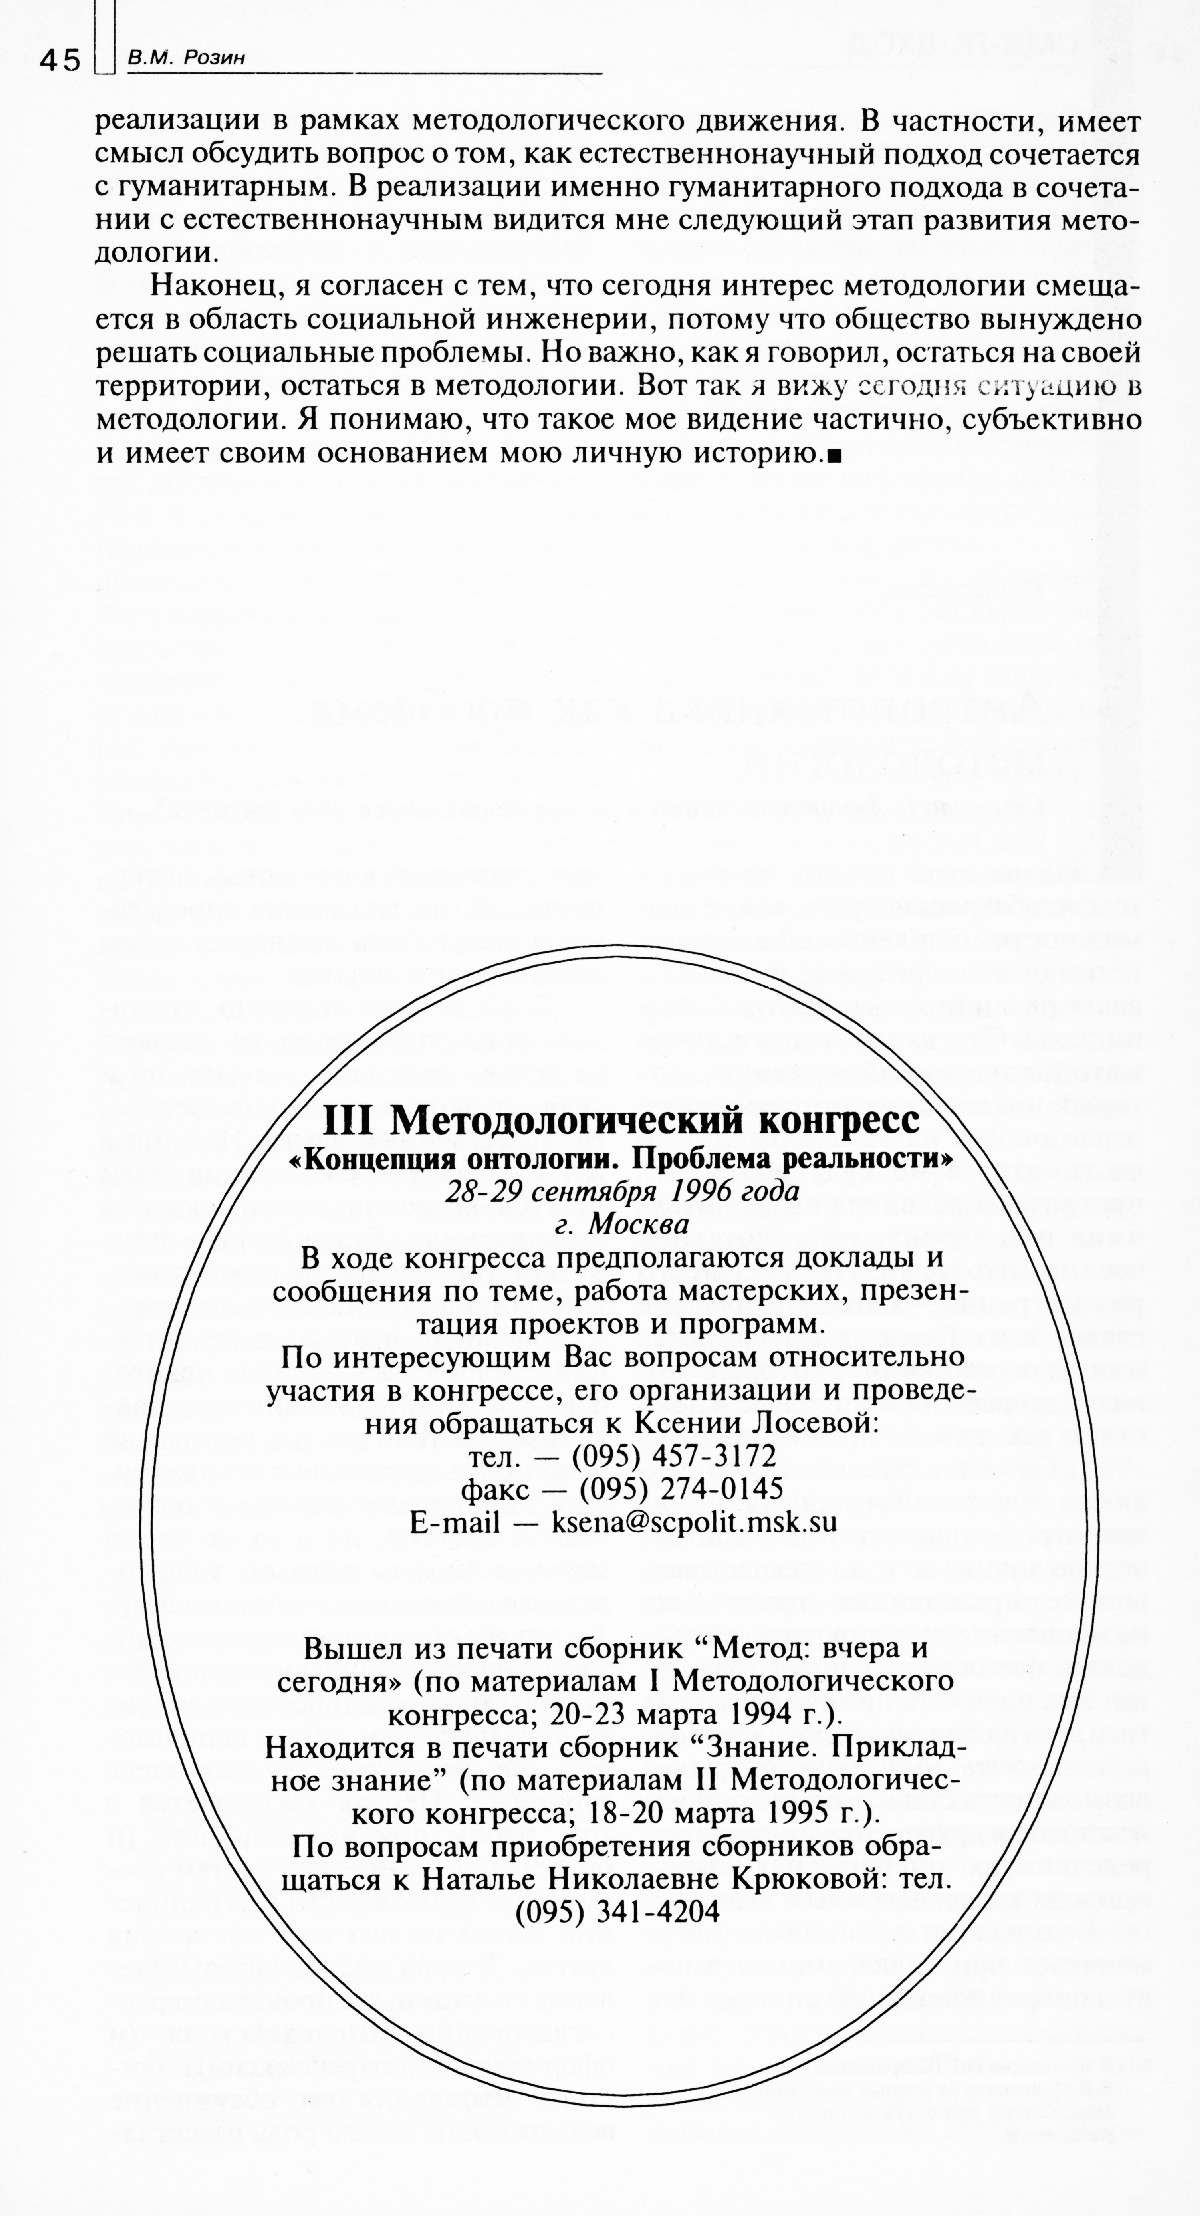 45 В.М. Розин
реализации в рамках методологического движения. В частности, имеет
смысл обсудить вопрос о том, как естественнонаучный подход сочетается
с гуманитарным. В реализации именно гуманитарного подхода в сочета-
нии с естественнонаучным видится мне следующий этап развития мето-
дологии.
Наконец, я согласен с тем, что сегодня интерес методологии смеща-
ется в область социальной инженерии, потому что общество вынуждено
решать социальные проблемы. Но важно, как я говорил, остаться на своей
территории, остаться в методологии. Вот так я вижу сегодня ситуацию в
методологии. Я понимаю, что такое мое видение частично, субъективно
и имеет своим основанием мою личную историю.■
III Методологический конгресс
«Концепция онтологии. Проблема реальности»
28-29 сентября 1996 года
г. Москва
В ходе конгресса предполагаются доклады и
сообщения по теме, работа мастерских, презен-
тация проектов и программ.
По интересующим Вас вопросам относительно
участия в конгрессе, его организации и проведе-
ния обращаться к Ксении Лосевой:
тел. — (095) 457-3172
факс — (095) 274-0145
E-mail — ksena@scpolit.msk.su
Вышел из печати сборник “Метод: вчера и
сегодня» (по материалам I Методологического
конгресса; 20-23 марта 1994 г.).
Находится в печати сборник “Знание. Приклад-
ное знание” (по материалам II Методологичес-
кого конгресса; 18-20 марта 1995 г.).
По вопросам приобретения сборников обра-
щаться к Наталье Николаевне Крюковой: тел.
(095) 341-4204